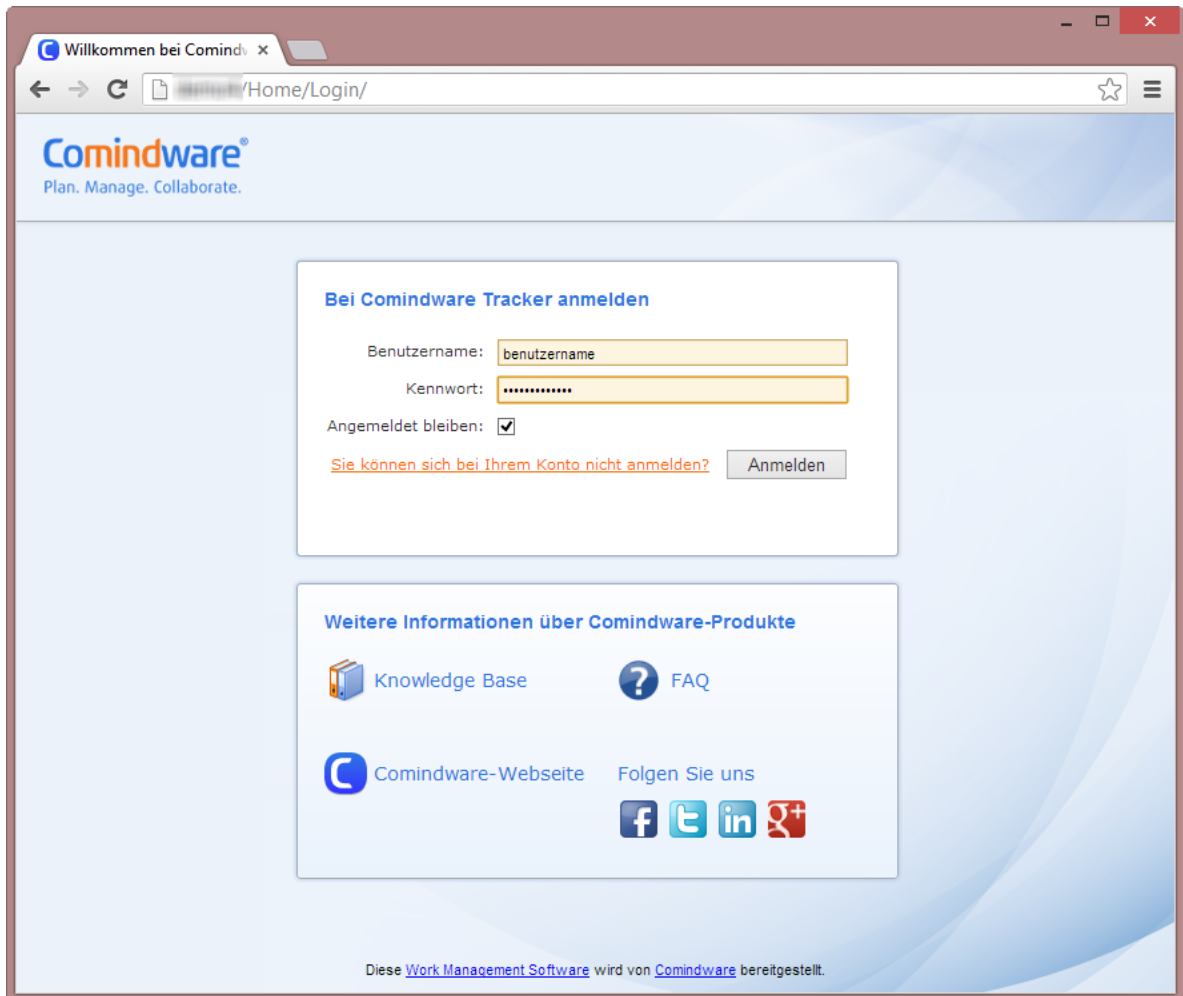 Willkommen bei Comindv
/Home/Login/
Comindware®
Plan. Manage. Collaborate.
Bei Comindware Tracker anmelden
Benutzername: benutzername
Kennwort: •••••••••••••
Angemeldet bleiben:
Sie können sich bei Ihrem Konto nicht anmelden? Anmelden
Weitere Informationen über Comindware-Produkte
Knowledge Base FAQ
Comindware-Webseite Folgen Sie uns
Diese Work Management Software wird von Comindware bereitgestellt.